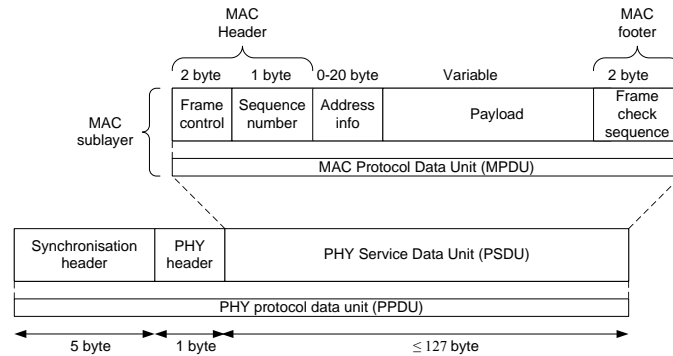 MAC
Header
MAC
footer
2 byte 1 byte 0-20 byte Variable 2 byte
MAC
sublayer
Frame
control
Sequence
number
Address
info
Payload
Frame
check
sequence
MAC Protocol Data Unit (MPDU)
Synchronisation
header
PHY
header
PHY Service Data Unit (PSDU)
PHY protocol data unit (PPDU)
5 byte 1 byte ≤ 127 byte